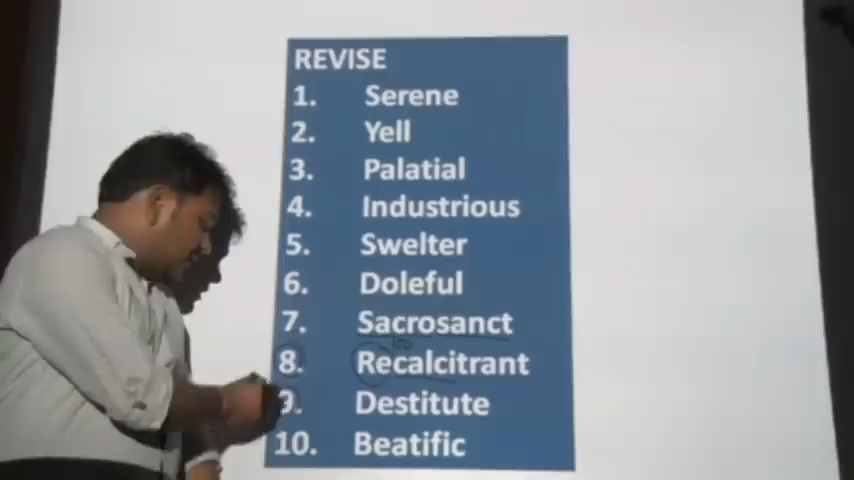 REVISE
1. Serene
2. Yell
3. Palatial
4. Industrious
5. Swelter
6. Doleful
7. Sacrosanct
8. Recalcitrant
9. Destitute
10. Beatific